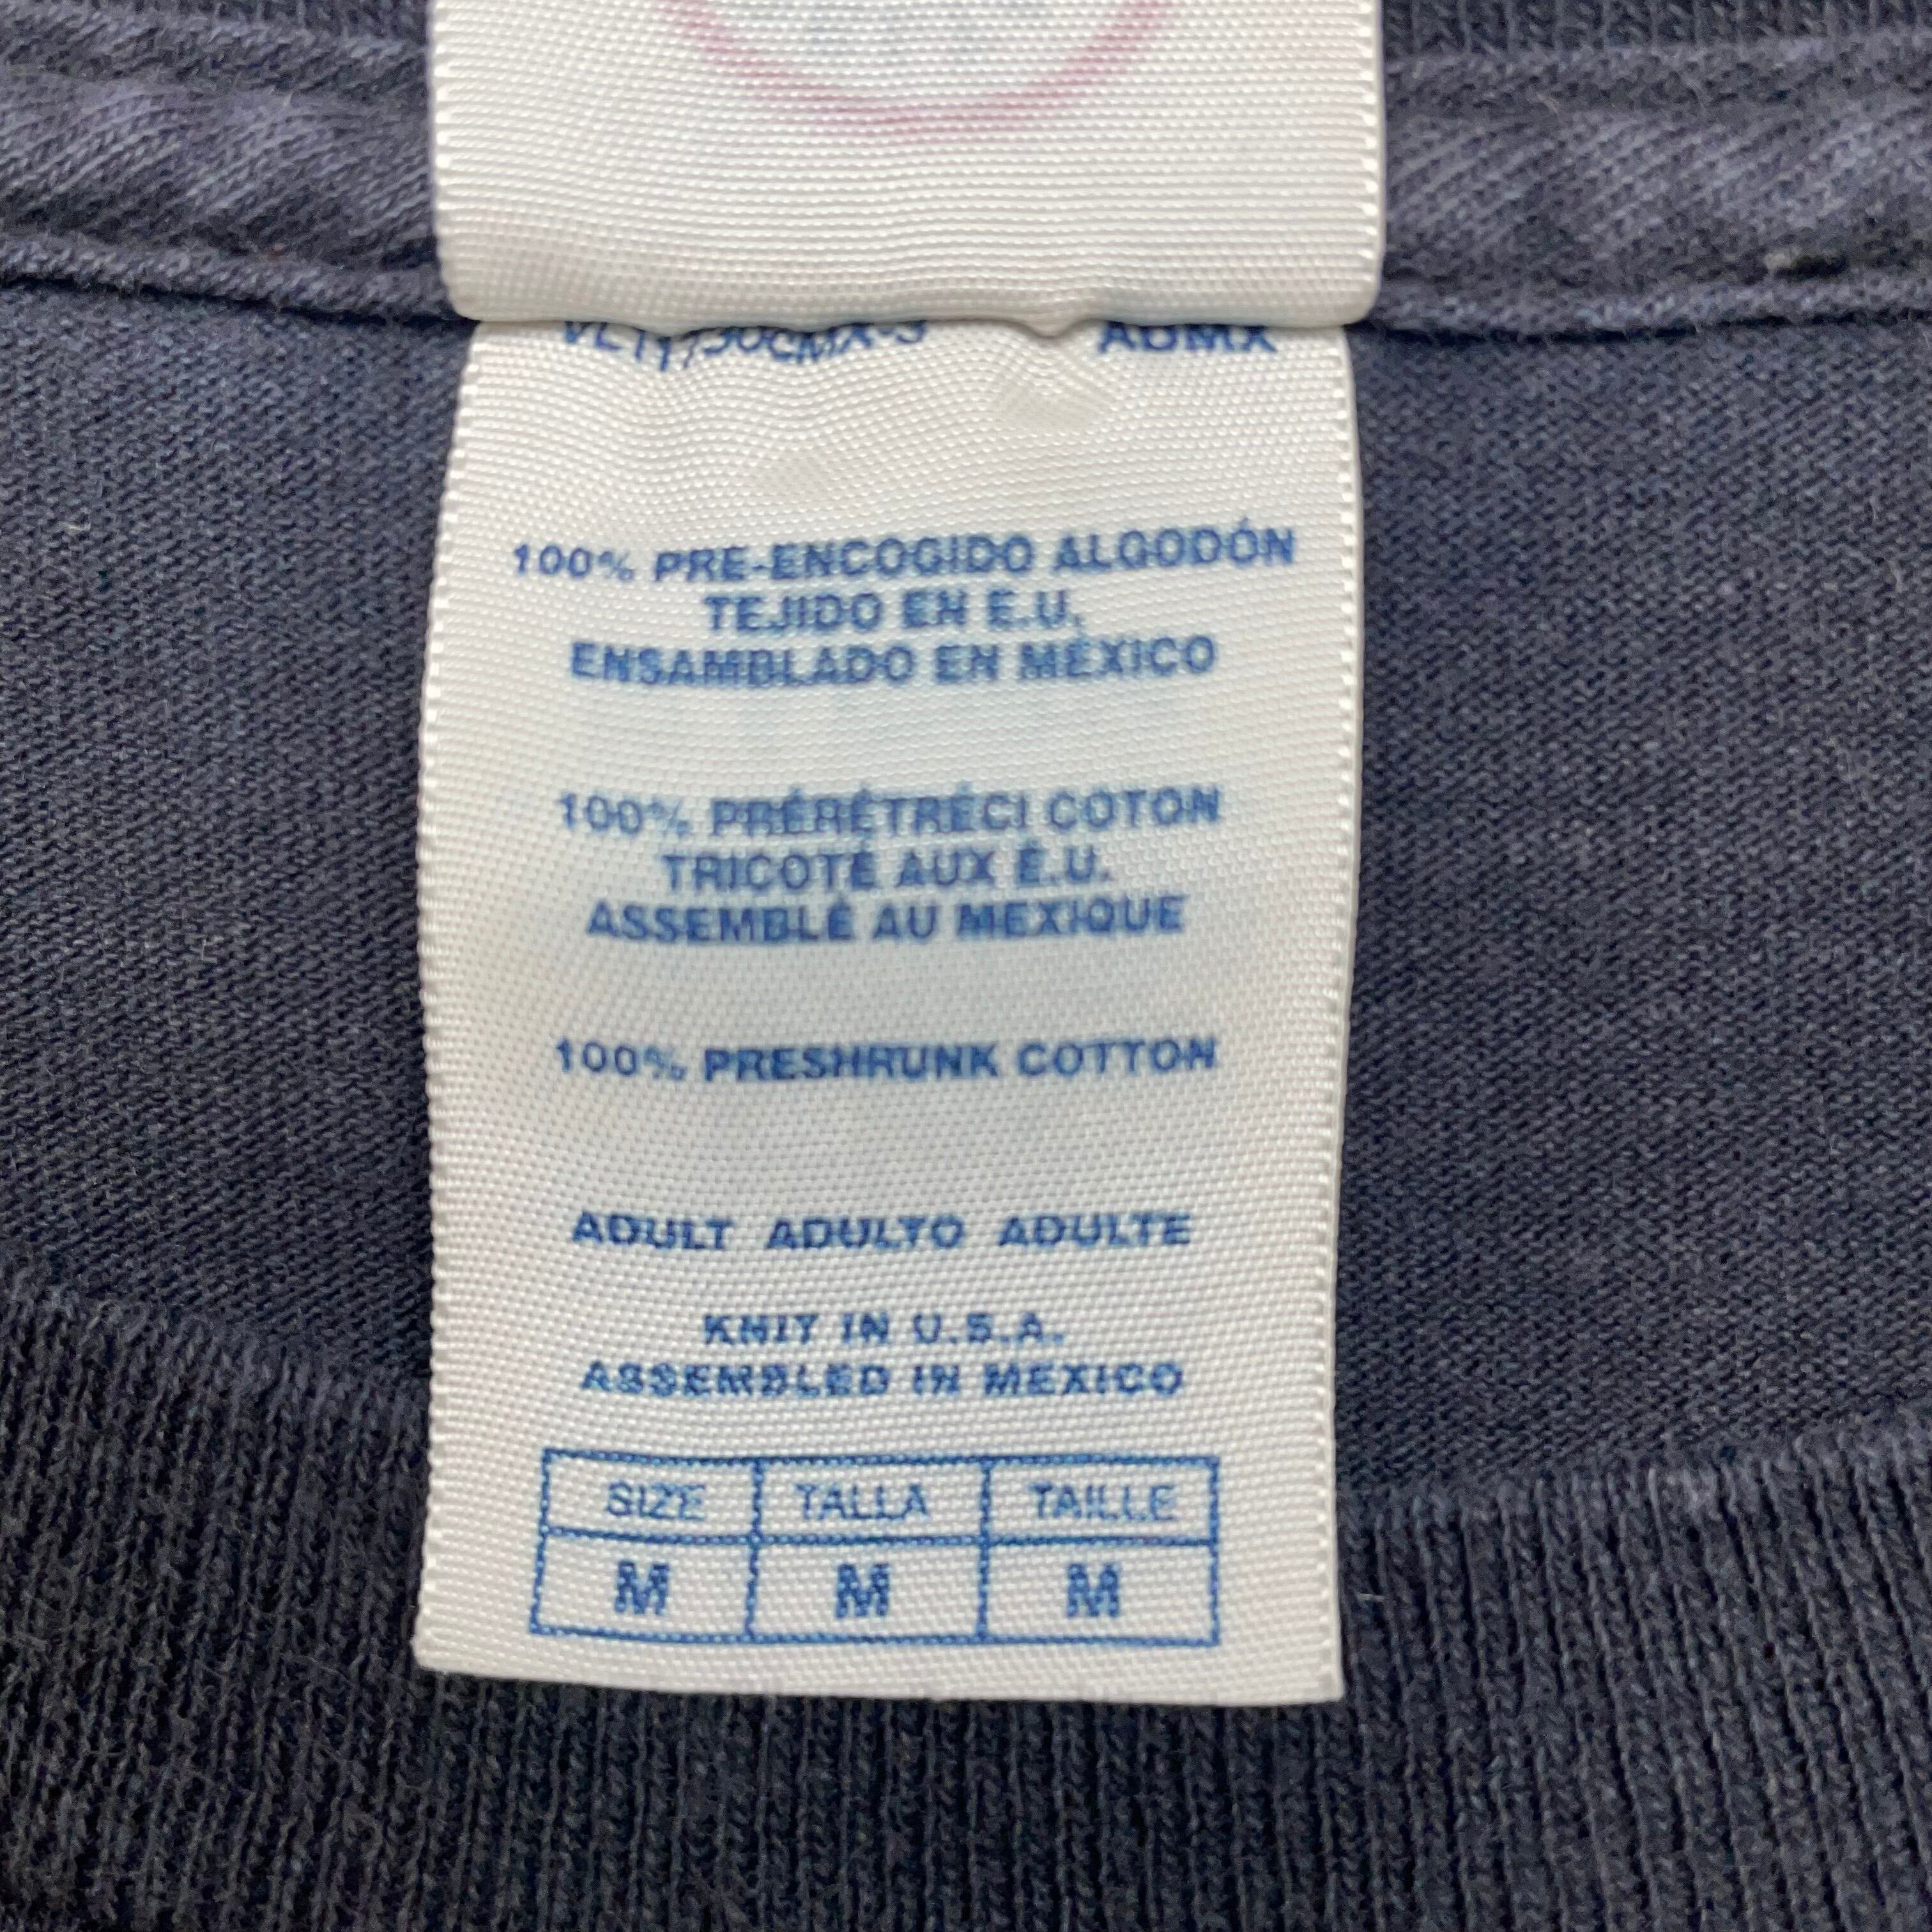 ADMX
100% PRE-ENCOGIDO ALGODÓN
TEJIDO EN E.U.
ENSAMBLADO EN MÉXICO
100% PRÉRÉTRÉCI COTON
TRICOTÉ AUX É.U.
ASSEMBLÉ AU MEXIQUE
100% PRESHRUNK COTTON
ADULT ADULTO ADULTE
KNIT IN U.S.A.
ASSEMBLED IN MEXICO
SIZE TALLA TAILLE
M M M